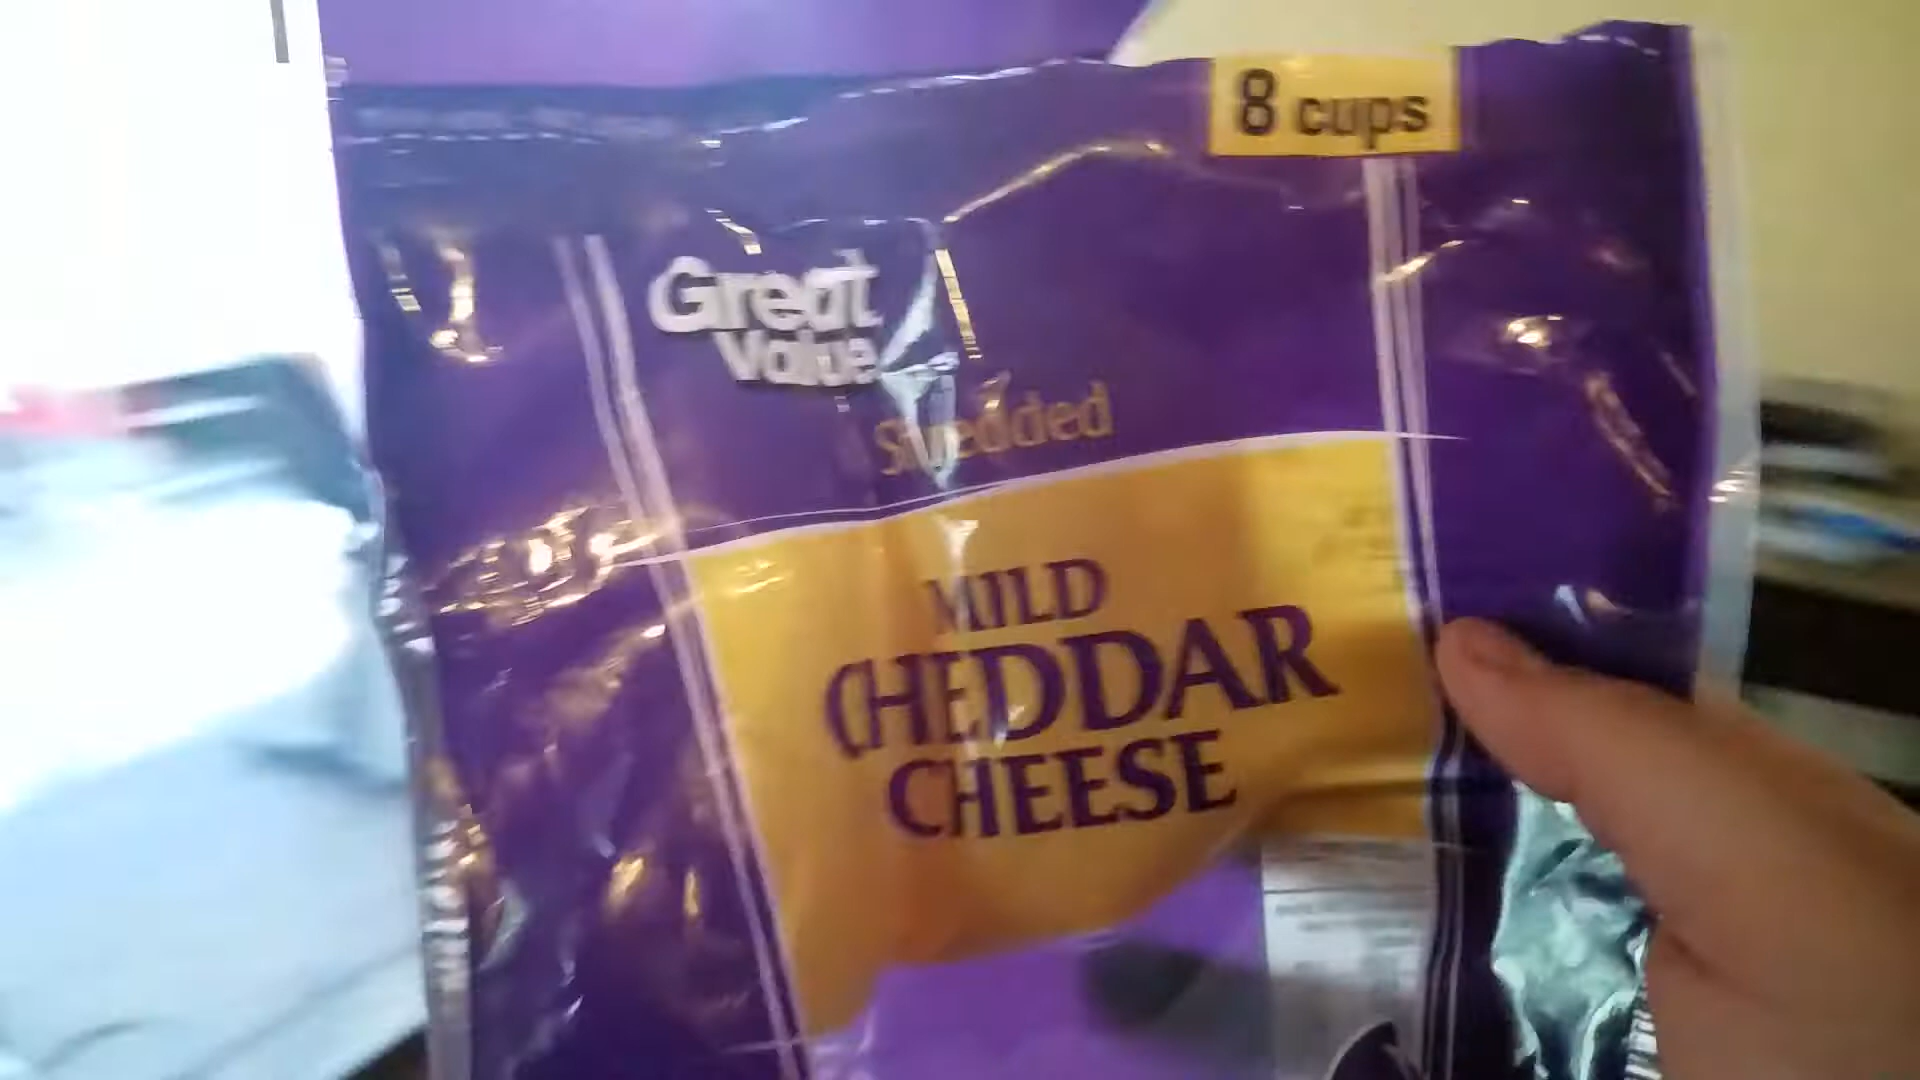 8 cups
Great
Value
Shredded
MILD
CHEDDAR
CHEESE